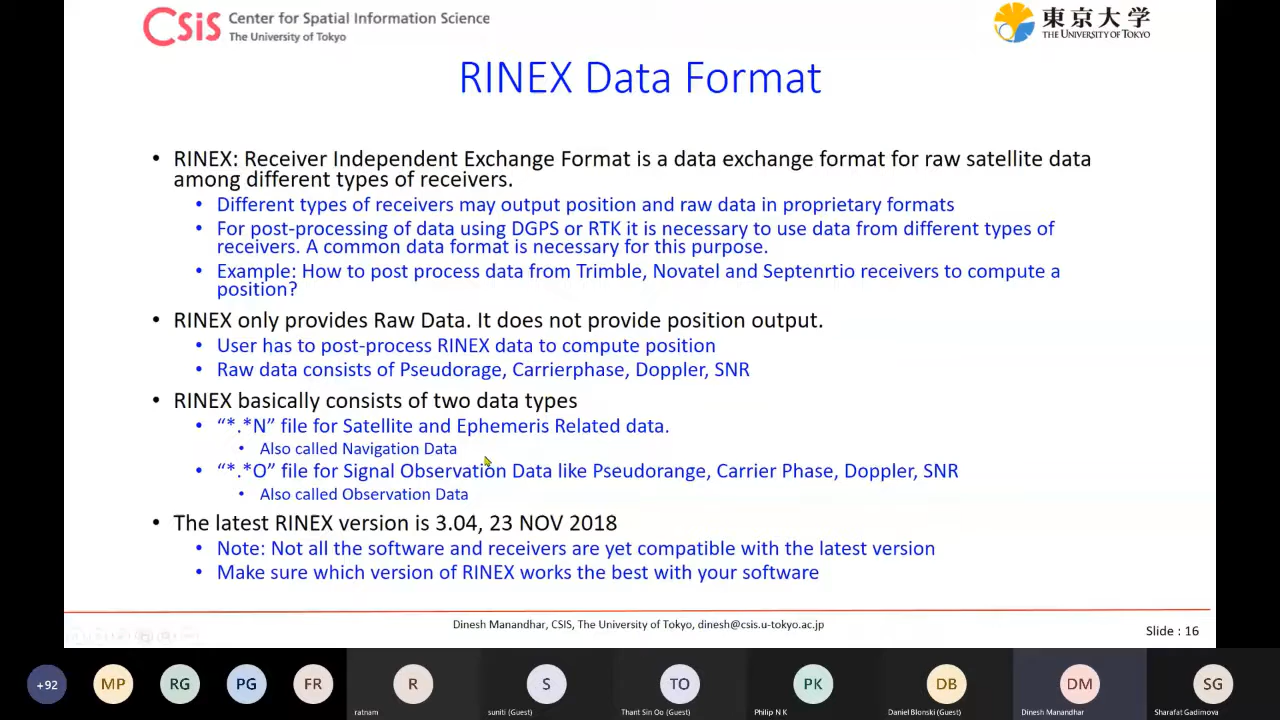 CSIS Center for Spatial Information Science
The University of Tokyo
東京大学
THE UNIVERSITY OF TOKYO
RINEX Data Format
• RINEX: Receiver Independent Exchange Format is a data exchange format for raw satellite data
among different types of receivers.
• Different types of receivers may output position and raw data in proprietary formats
• For post-processing of data using DGPS or RTK it is necessary to use data from different types of
receivers. A common data format is necessary for this purpose.
• Example: How to post process data from Trimble, Novatel and Septenrtio receivers to compute a
position?
• RINEX only provides Raw Data. It does not provide position output.
• User has to post-process RINEX data to compute position
• Raw data consists of Pseudorage, Carrierphase, Doppler, SNR
• RINEX basically consists of two data types
• “*.*N” file for Satellite and Ephemeris Related data.
• Also called Navigation Data
• “*.*O” file for Signal Observation Data like Pseudorange, Carrier Phase, Doppler, SNR
• Also called Observation Data
• The latest RINEX version is 3.04, 23 NOV 2018
• Note: Not all the software and receivers are yet compatible with the latest version
• Make sure which version of RINEX works the best with your software
Dinesh Manandhar, CSIS, The University of Tokyo, dinesh@csis.u-tokyo.ac.jp
Slide : 16
+92 MP RG PG FR R S TO PK DB DM SG
ratnam suniti (Guest) Thant Sin Oo (Guest) Philip N K Daniel Blonski (Guest) Dinesh Manandhar Sharafat Gadimova